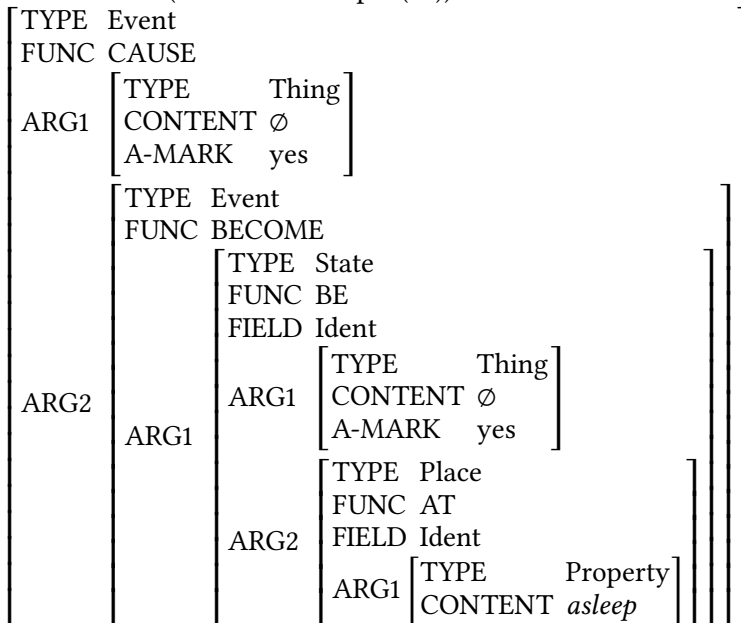 TYPE Event
FUNC CAUSE
TYPE Thing
ARG1 CONTENT ∅
A-MARK yes
TYPE Event
FUNC BECOME
TYPE State
FUNC BE
FIELD Ident
TYPE Thing
ARG1 CONTENT ∅
A-MARK yes
ARG2
ARG1
TYPE Place
FUNC AT
ARG2 FIELD Ident
TYPE Property
ARG1 CONTENT asleep